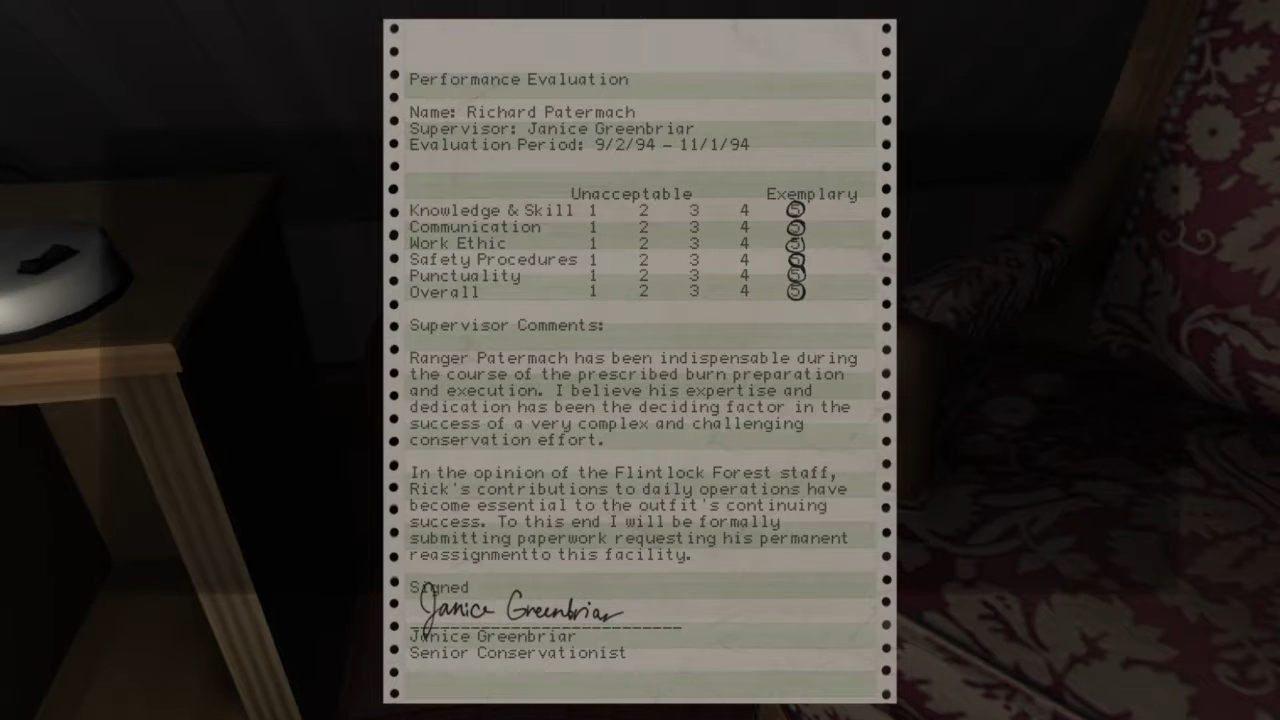 Performance Evaluation
Name: Richard Patermach
Supervisor: Janice Greenbriar
Evaluation Period: 9/2/94 - 11/1/94
Unacceptable Exemplary
Knowledge & Skill 1 2 3 4 5
Communication 1 2 3 4 5
Work Ethic 1 2 3 4 5
Safety Procedures 1 2 3 4 5
Punctuality 1 2 3 4 5
Overall 1 2 3 4 5
Supervisor Comments:
Ranger Patermach has been indispensable during
the course of the prescribed burn preparation
and execution. I believe his expertise and
dedication has been the deciding factor in the
success of a very complex and challenging
conservation effort.
In the opinion of the Flintlock Forest staff,
Rick's contributions to daily operations have
become essential to the outfit's continuing
success. To this end I will be formally
submitting paperwork requesting his permanent
reassignmentto this facility.
Signed
Janice Greenbriar
Janice Greenbriar
Senior Conservationist